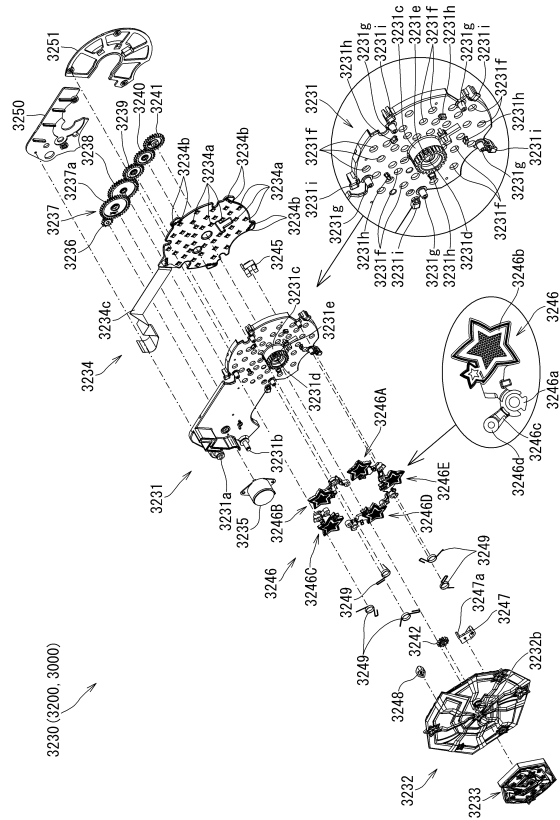 3230(3200, 3000)
3251
3250
3241
3240
3239
3238
3237a
3237
3236
3234b
3234a
3234b
3234a
3234b
3245
3234c
3234
3231c
3231e
3231d
3231b
3231a
3231
3235
3246A
3246E
3246D
3246B
3246C
3246
3249
3249
3249
3247a
3247
3242
3248
3232b
3232
3233
3246b
3246
3246a
3246c
3246d
3231
3231h
3231g
3231i
3231c
3231e
3231f
3231h
3231g
3231i
3231f
3231h
3231i
3231g
3231f
3231d
3231h
3231g
3231i
3231f
3231h
3231g
3231i
3231f